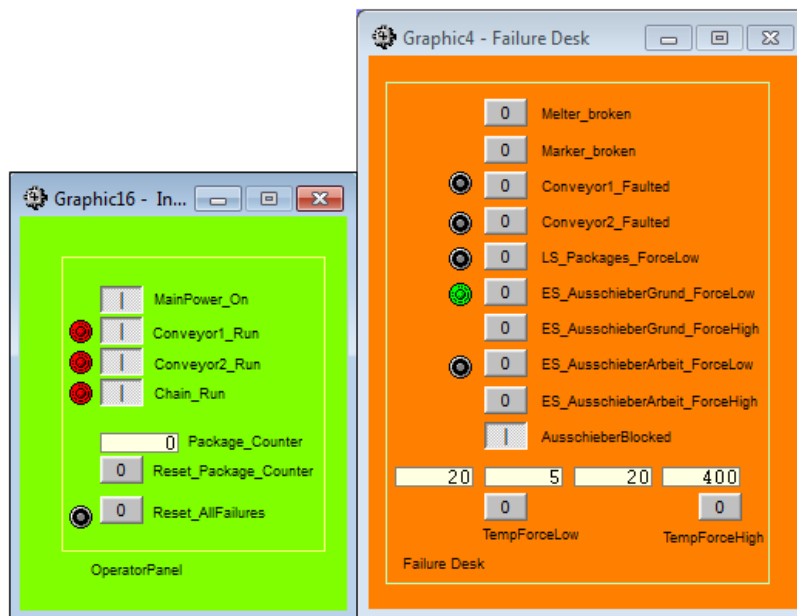 Graphic16 - In...
MainPower_On
Conveyor1_Run
Conveyor2_Run
Chain_Run
0 Package_Counter
0 Reset_Package_Counter
0 Reset_AllFailures
OperatorPanel
Graphic4 - Failure Desk
0 Melter_broken
0 Marker_broken
0 Conveyor1_Faulted
0 Conveyor2_Faulted
0 LS_Packages_ForceLow
0 ES_AusschieberGrund_ForceLow
0 ES_AusschieberGrund_ForceHigh
0 ES_AusschieberArbeit_ForceLow
0 ES_AusschieberArbeit_ForceHigh
AusschieberBlocked
20 5 20 400
0 0
TempForceLow TempForceHigh
Failure Desk